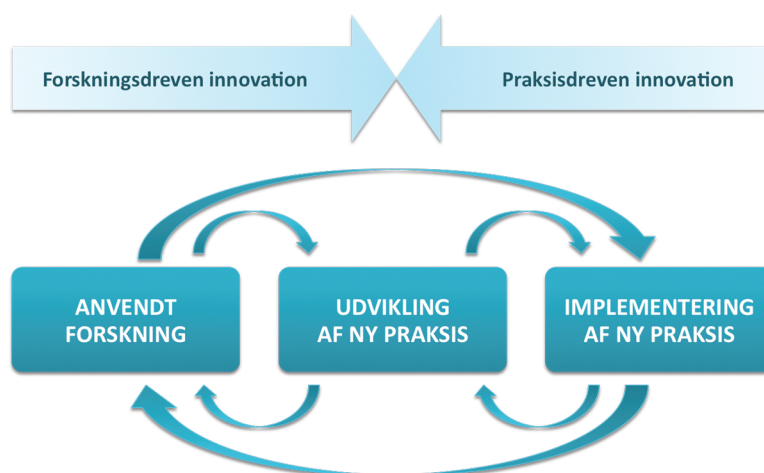 Forskningsdreven innovation
Praksisdreven innovation
ANVENDT
FORSKNING
UDVIKLING
AF NY PRAKSIS
IMPLEMENTERING
AF NY PRAKSIS